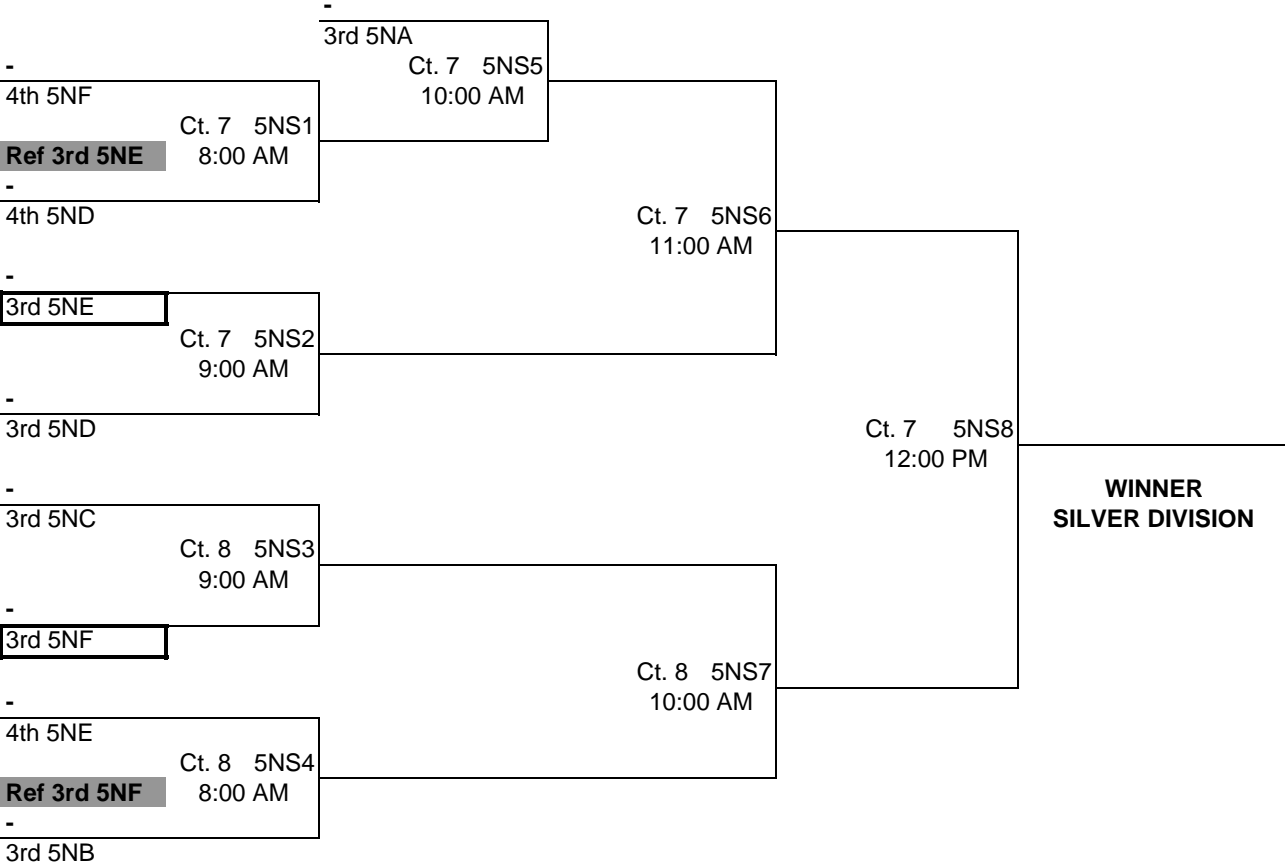 -
3rd 5NA
Ct. 7 5NS5
10:00 AM
-
4th 5NF
Ct. 7 5NS1
Ref 3rd 5NE 8:00 AM
-
4th 5ND
Ct. 7 5NS6
11:00 AM
-
3rd 5NE
Ct. 7 5NS2
9:00 AM
-
3rd 5ND
Ct. 7 5NS8
12:00 PM
WINNER
SILVER DIVISION
-
3rd 5NC
Ct. 8 5NS3
9:00 AM
-
3rd 5NF
Ct. 8 5NS7
10:00 AM
-
4th 5NE
Ct. 8 5NS4
Ref 3rd 5NF 8:00 AM
-
3rd 5NB